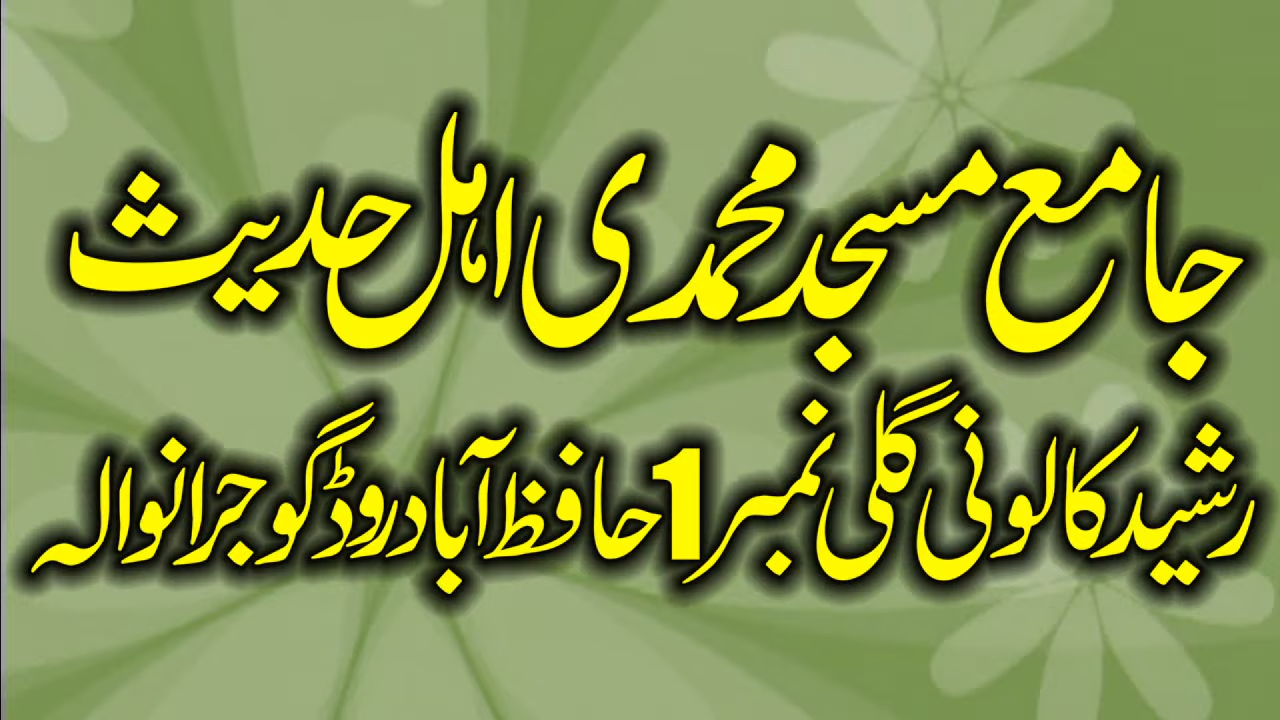 جامع مسجد محمدی اہل حدیث
رشید کالونی گلی نمبر 1 حافظ آباد روڈ گوجرانوالہ